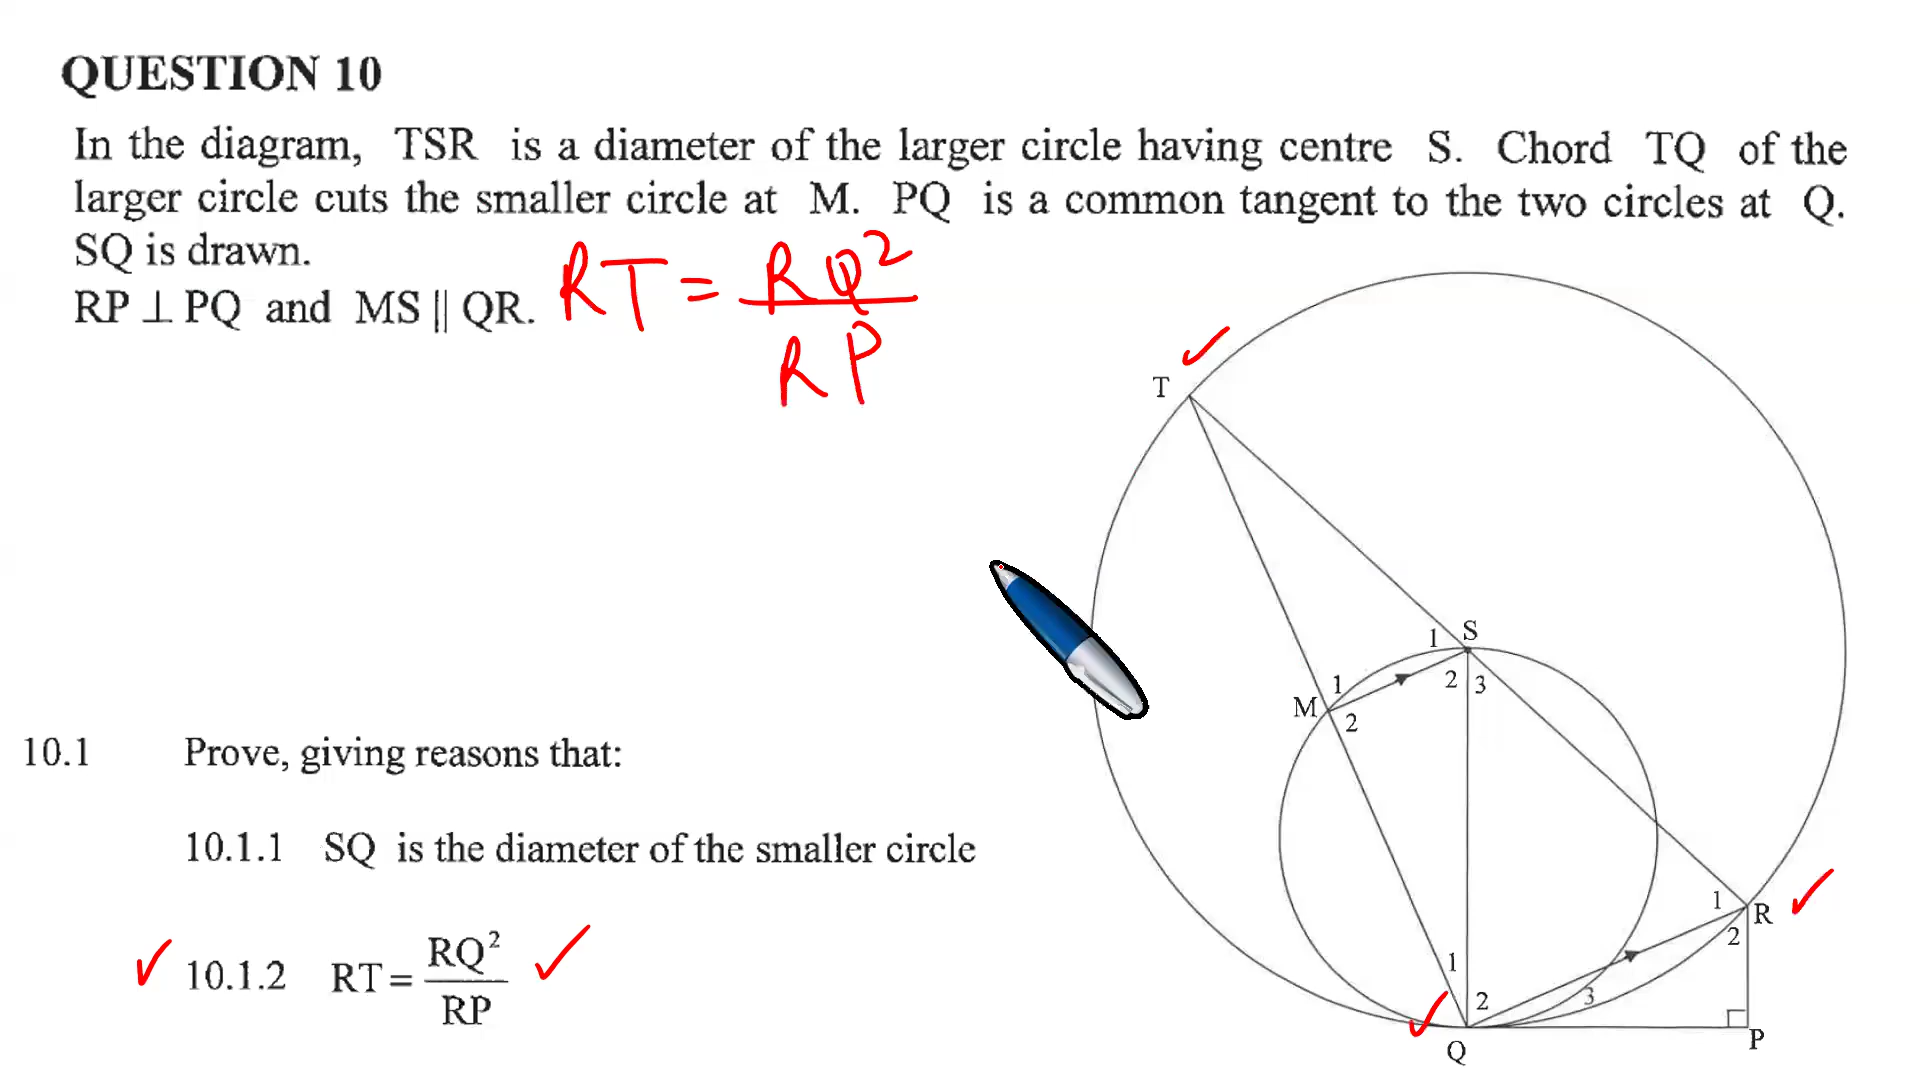 QUESTION 10
In the diagram, TSR is a diameter of the larger circle having centre S. Chord TQ of the
larger circle cuts the smaller circle at M. PQ is a common tangent to the two circles at Q.
SQ is drawn.
RP ⊥ PQ and MS || QR.
RT = RQ²
RP
T
1 S
2 3
1
M
2
1 R
2
1
2
3
Q
P
10.1 Prove, giving reasons that:
10.1.1 SQ is the diameter of the smaller circle
✓ 10.1.2 RT = RQ²/RP ✓